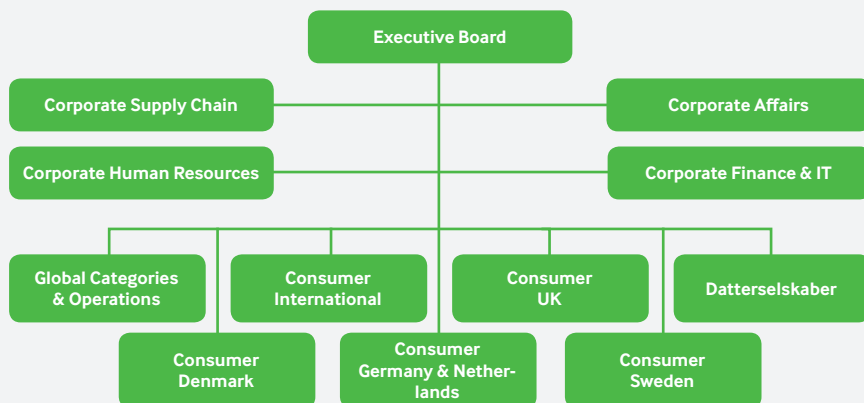 Executive Board
Corporate Supply Chain
Corporate Affairs
Corporate Human Resources
Corporate Finance & IT
Global Categories
& Operations
Consumer
International
Consumer
UK
Datterselskaber
Consumer
Denmark
Consumer
Germany & Nether-
lands
Consumer
Sweden